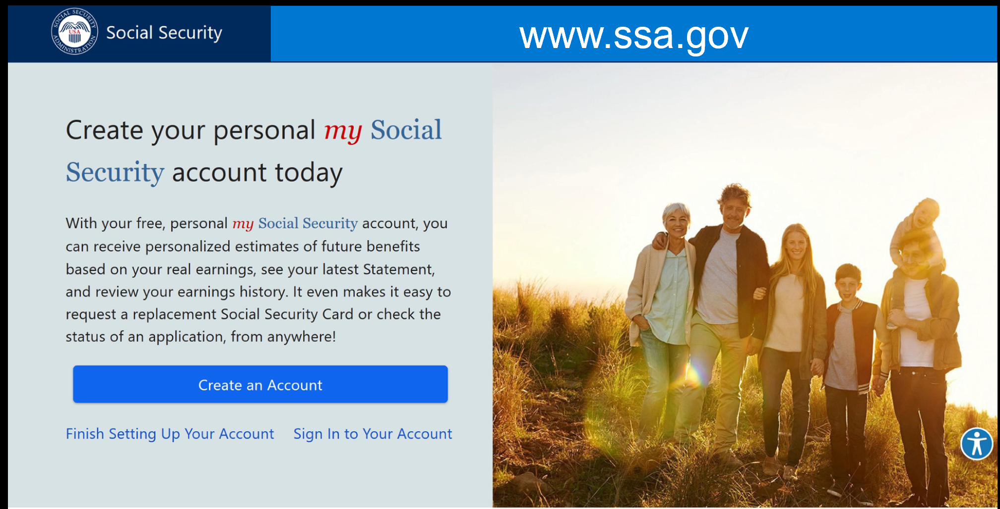 SOCIAL SECURITY ADMINISTRATION
USA
Social Security
www.ssa.gov
Create your personal my Social
Security account today
With your free, personal my Social Security account, you
can receive personalized estimates of future benefits
based on your real earnings, see your latest Statement,
and review your earnings history. It even makes it easy to
request a replacement Social Security Card or check the
status of an application, from anywhere!
Create an Account
Finish Setting Up Your Account Sign In to Your Account